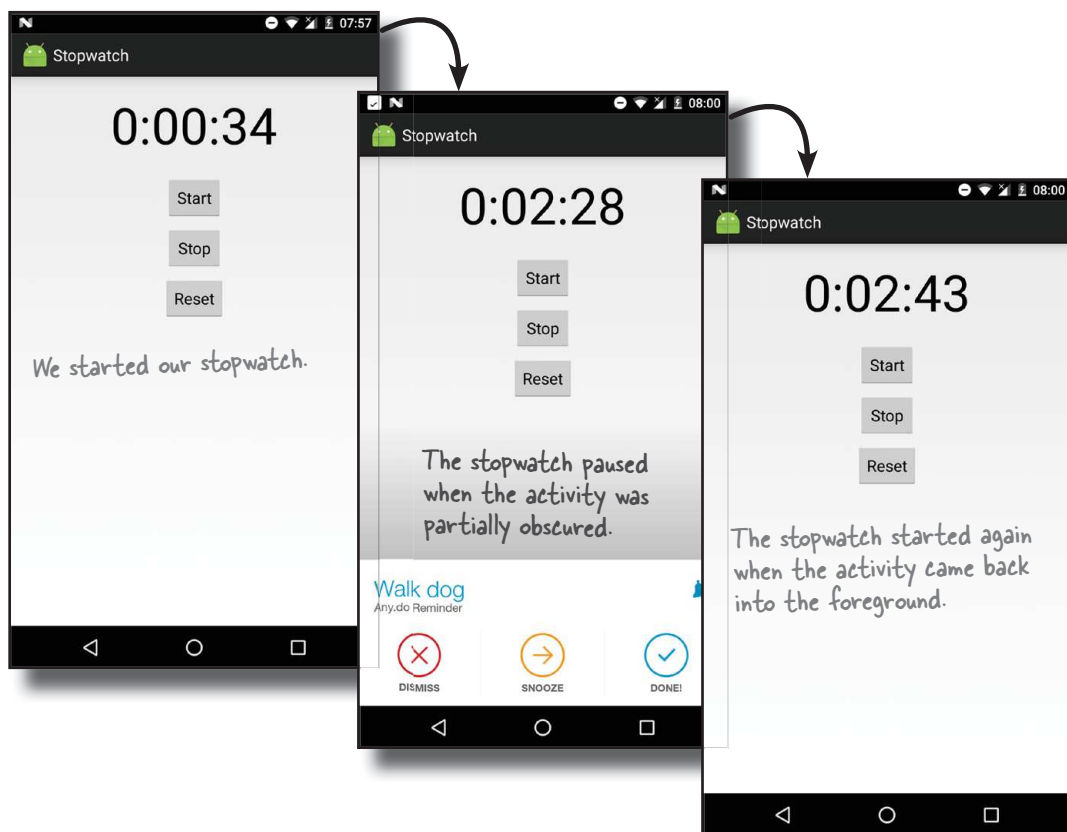 07:57
Stopwatch
0:00:34
Start
Stop
Reset
We started our stopwatch.
08:00
Stopwatch
0:02:28
Start
Stop
Reset
The stopwatch paused
when the activity was
partially obscured.
Walk dog
Any.do Reminder
DISMISS
SNOOZE
DONE!
08:00
Stopwatch
0:02:43
Start
Stop
Reset
The stopwatch started again
when the activity came back
into the foreground.